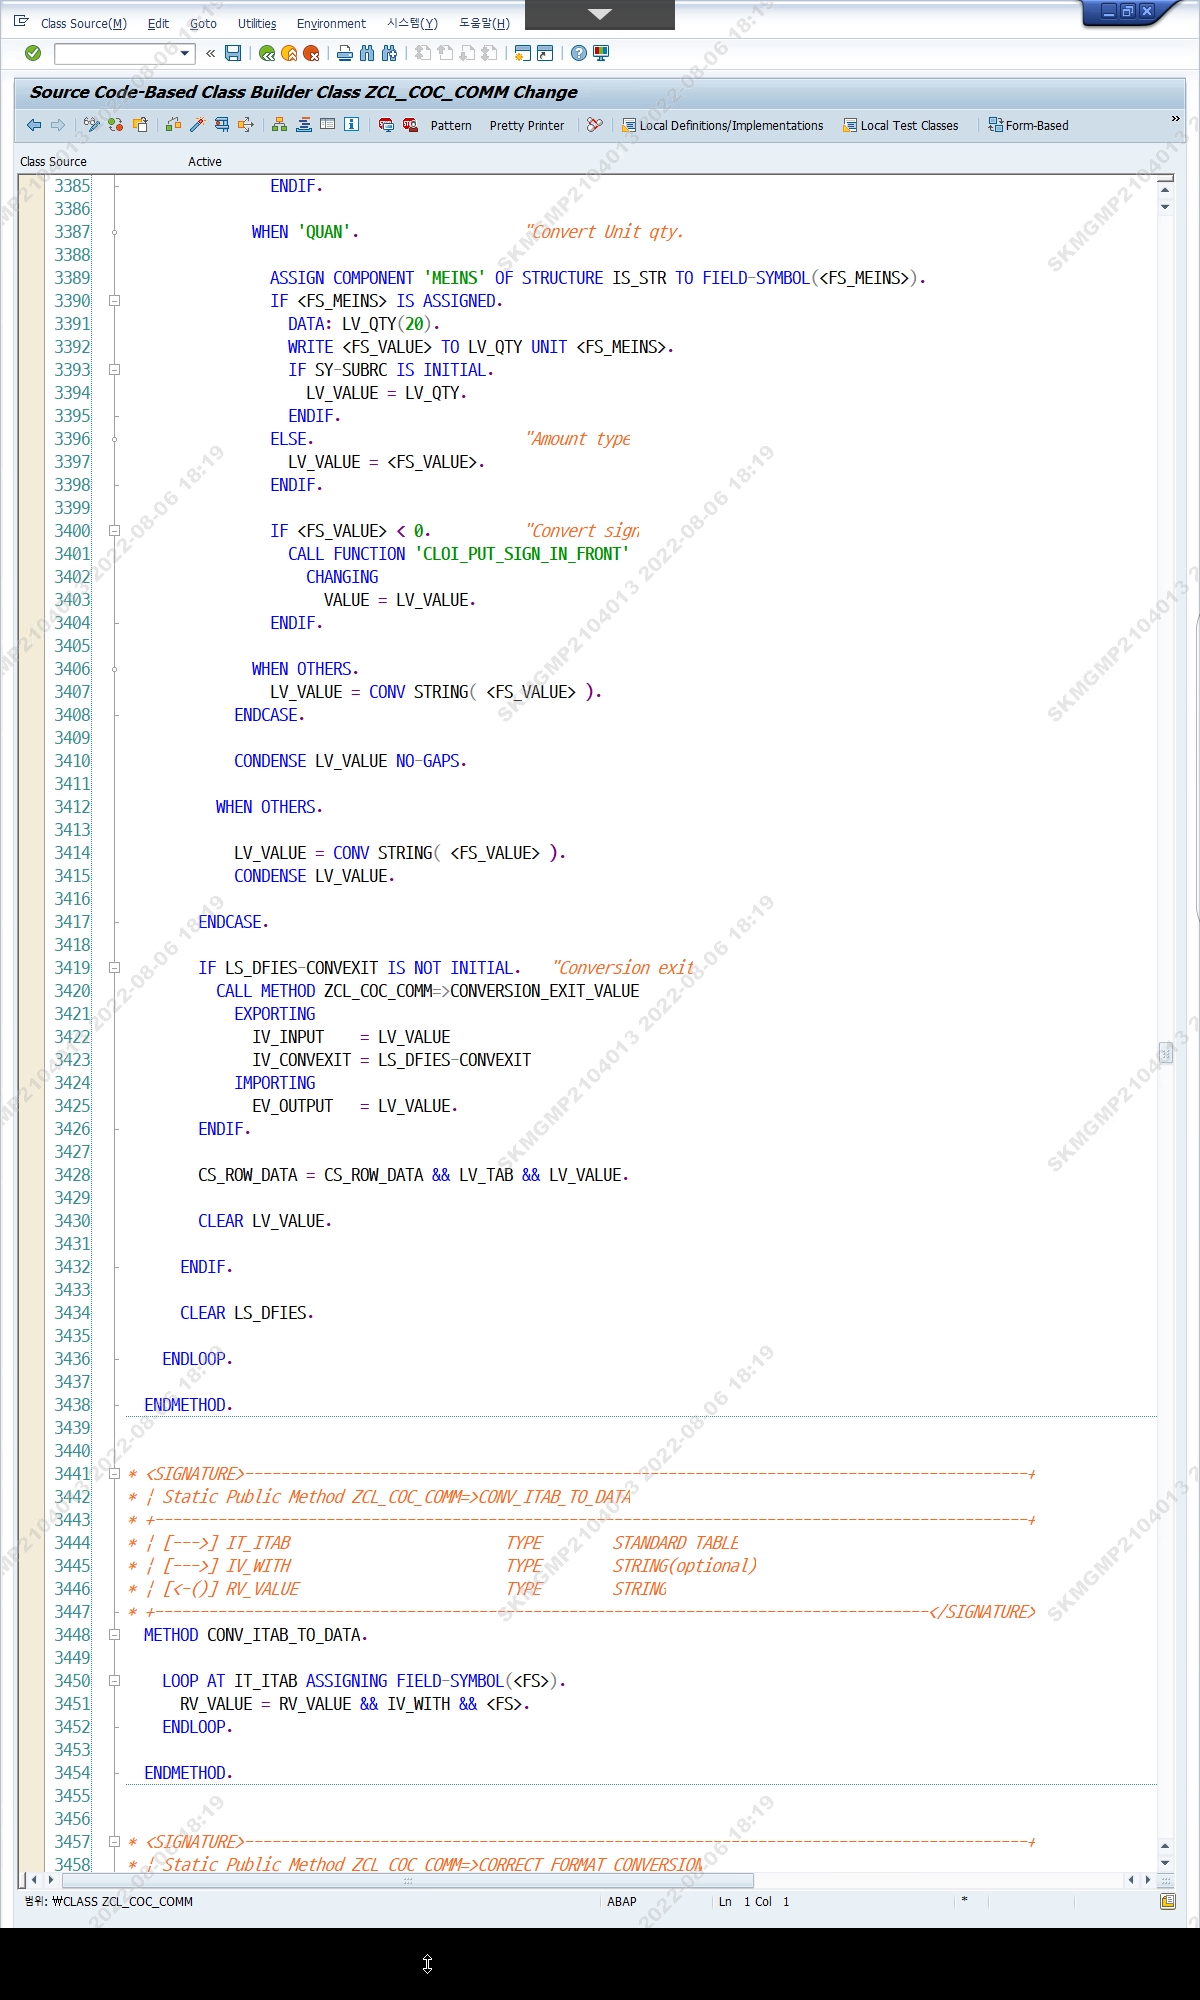 Class Source(M) Edit Goto Utilities Environment 시스템(Y) 도움말(H)
«
Source Code-Based Class Builder Class ZCL_COC_COMM Change
Pattern Pretty Printer Local Definitions/Implementations Local Test Classes Form-Based »
Class Source Active
3385 ENDIF.
3386
3387 WHEN 'QUAN'. "Convert Unit qty.
3388
3389 ASSIGN COMPONENT 'MEINS' OF STRUCTURE IS_STR TO FIELD-SYMBOL(<FS_MEINS>).
3390 IF <FS_MEINS> IS ASSIGNED.
3391 DATA: LV_QTY(20).
3392 WRITE <FS_VALUE> TO LV_QTY UNIT <FS_MEINS>.
3393 IF SY-SUBRC IS INITIAL.
3394 LV_VALUE = LV_QTY.
3395 ENDIF.
3396 ELSE. "Amount type
3397 LV_VALUE = <FS_VALUE>.
3398 ENDIF.
3399
3400 IF <FS_VALUE> < 0. "Convert sign
3401 CALL FUNCTION 'CLOI_PUT_SIGN_IN_FRONT'
3402 CHANGING
3403 VALUE = LV_VALUE.
3404 ENDIF.
3405
3406 WHEN OTHERS.
3407 LV_VALUE = CONV STRING( <FS_VALUE> ).
3408 ENDCASE.
3409
3410 CONDENSE LV_VALUE NO-GAPS.
3411
3412 WHEN OTHERS.
3413
3414 LV_VALUE = CONV STRING( <FS_VALUE> ).
3415 CONDENSE LV_VALUE.
3416
3417 ENDCASE.
3418
3419 IF LS_DFIES-CONVEXIT IS NOT INITIAL. "Conversion exit
3420 CALL METHOD ZCL_COC_COMM=>CONVERSION_EXIT_VALUE
3421 EXPORTING
3422 IV_INPUT = LV_VALUE
3423 IV_CONVEXIT = LS_DFIES-CONVEXIT
3424 IMPORTING
3425 EV_OUTPUT = LV_VALUE.
3426 ENDIF.
3427
3428 CS_ROW_DATA = CS_ROW_DATA && LV_TAB && LV_VALUE.
3429
3430 CLEAR LV_VALUE.
3431
3432 ENDIF.
3433
3434 CLEAR LS_DFIES.
3435
3436 ENDLOOP.
3437
3438 ENDMETHOD.
3439
3440
3441 * <SIGNATURE>---------------------------------------------------------------------------------------+
3442 * | Static Public Method ZCL_COC_COMM=>CONV_ITAB_TO_DATA
3443 * +-------------------------------------------------------------------------------------------------+
3444 * | [--->] IT_ITAB TYPE STANDARD TABLE
3445 * | [--->] IV_WITH TYPE STRING(optional)
3446 * | [<-()] RV_VALUE TYPE STRING
3447 * +--------------------------------------------------------------------------------------</SIGNATURE>
3448 METHOD CONV_ITAB_TO_DATA.
3449
3450 LOOP AT IT_ITAB ASSIGNING FIELD-SYMBOL(<FS>).
3451 RV_VALUE = RV_VALUE && IV_WITH && <FS>.
3452 ENDLOOP.
3453
3454 ENDMETHOD.
3455
3456
3457 * <SIGNATURE>---------------------------------------------------------------------------------------+
3458 * | Static Public Method ZCL_COC_COMM=>CORRECT_FORMAT_CONVERSION
범위: ₩CLASS ZCL_COC_COMM ABAP Ln 1 Col 1 *
SKMGMP2104013 2022-08-06 18:19